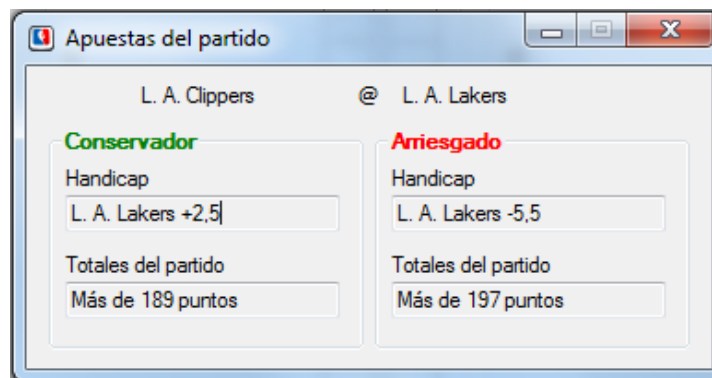 Apuestas del partido
L. A. Clippers @ L. A. Lakers
Conservador
Handicap
L. A. Lakers +2,5
Totales del partido
Más de 189 puntos
Arriesgado
Handicap
L. A. Lakers -5,5
Totales del partido
Más de 197 puntos